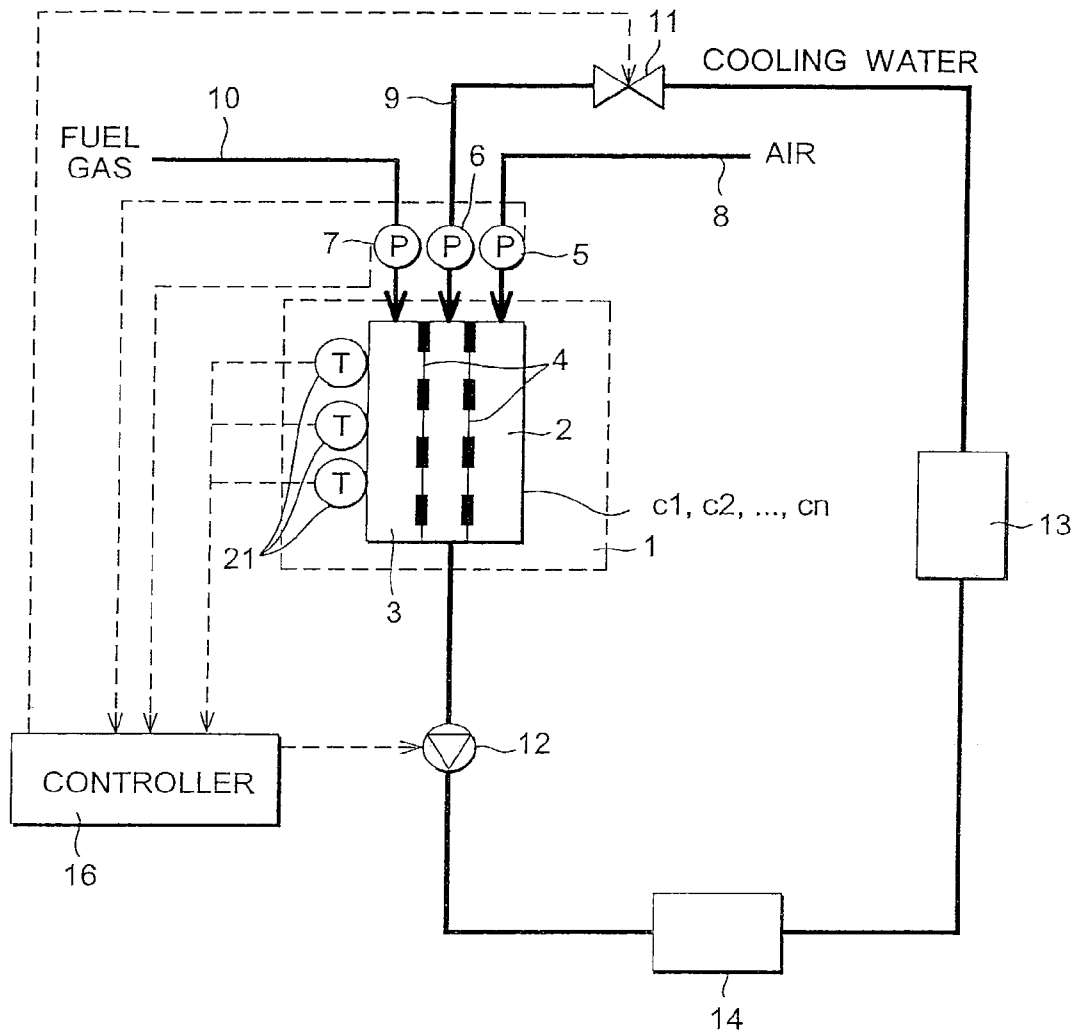 11
COOLING WATER
10
9
FUEL
GAS
6
AIR
8
7
P
P
P
5
T
4
T
2
T
c1, c2, ..., cn
21
1
13
3
12
CONTROLLER
16
14